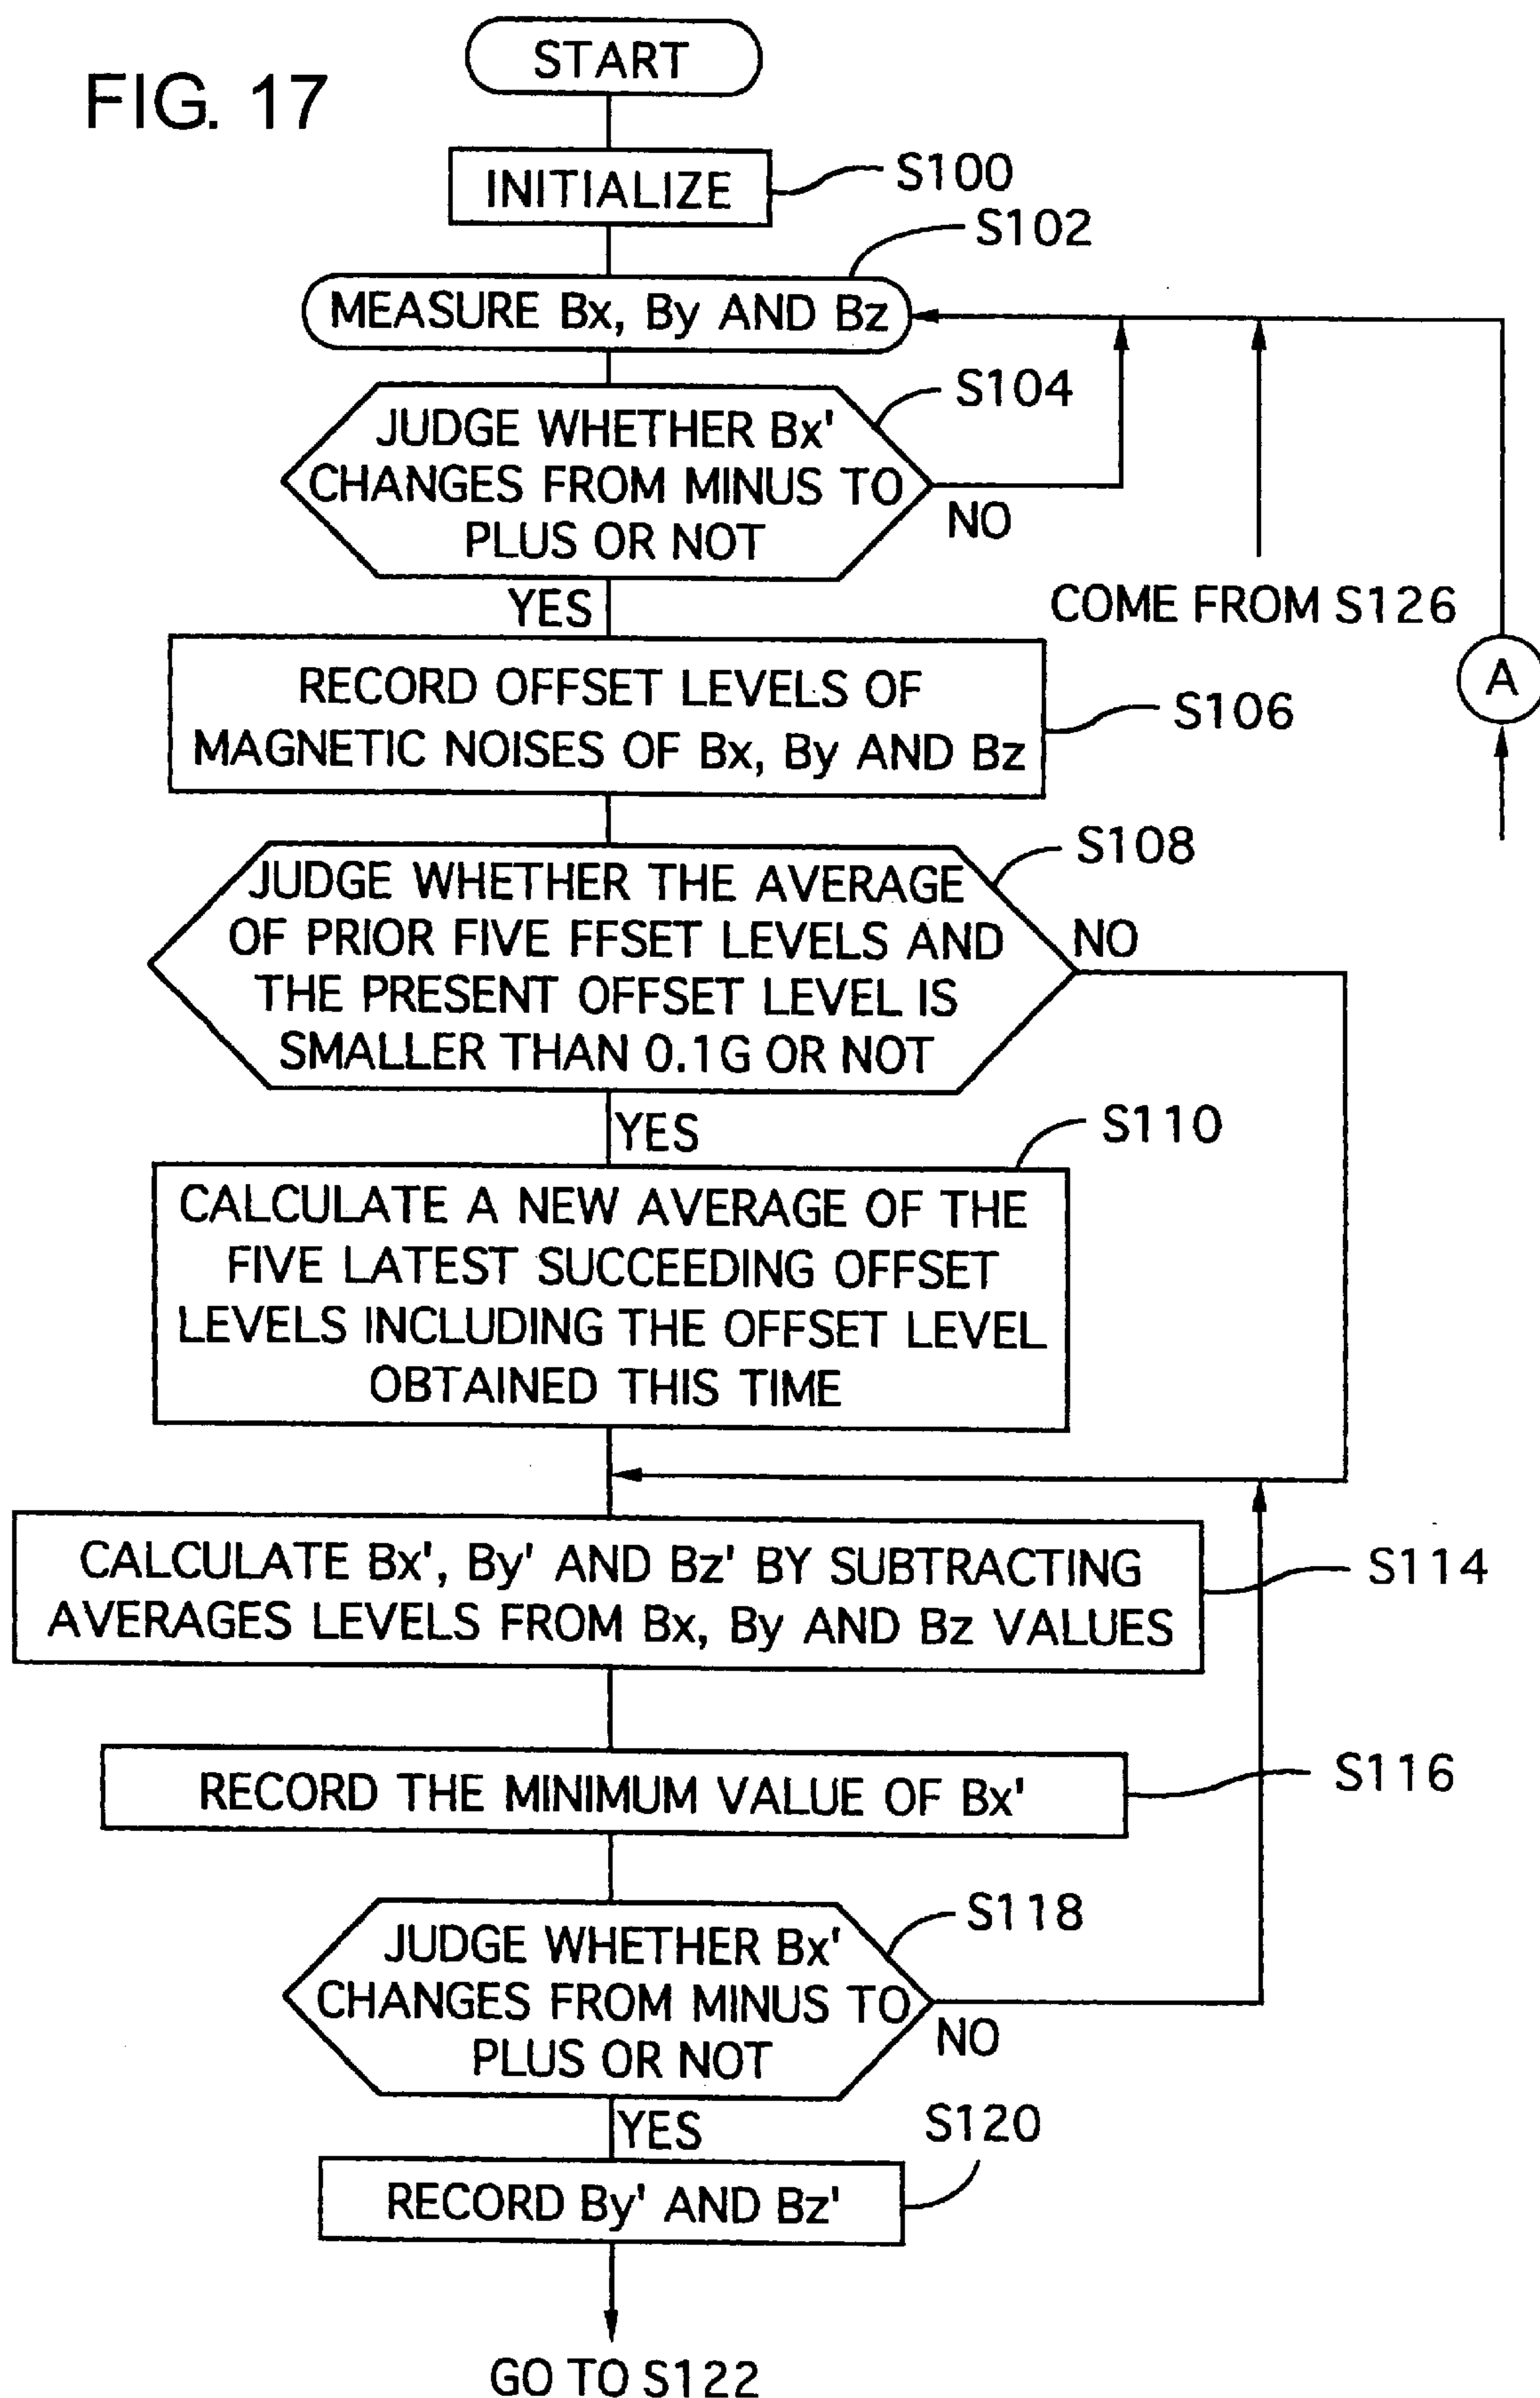 FIG. 17
START
INITIALIZE
S100
S102
MEASURE Bx, By AND Bz
S104
JUDGE WHETHER Bx'
CHANGES FROM MINUS TO
PLUS OR NOT
NO
YES
COME FROM S126
A
RECORD OFFSET LEVELS OF
MAGNETIC NOISES OF Bx, By AND Bz
S106
S108
JUDGE WHETHER THE AVERAGE
OF PRIOR FIVE FFSET LEVELS AND
THE PRESENT OFFSET LEVEL IS
SMALLER THAN 0.1G OR NOT
NO
YES
S110
CALCULATE A NEW AVERAGE OF THE
FIVE LATEST SUCCEEDING OFFSET
LEVELS INCLUDING THE OFFSET LEVEL
OBTAINED THIS TIME
CALCULATE Bx', By' AND Bz' BY SUBTRACTING
AVERAGES LEVELS FROM Bx, By AND Bz VALUES
S114
RECORD THE MINIMUM VALUE OF Bx'
S116
S118
JUDGE WHETHER Bx'
CHANGES FROM MINUS TO
PLUS OR NOT
NO
YES
S120
RECORD By' AND Bz'
GO TO S122